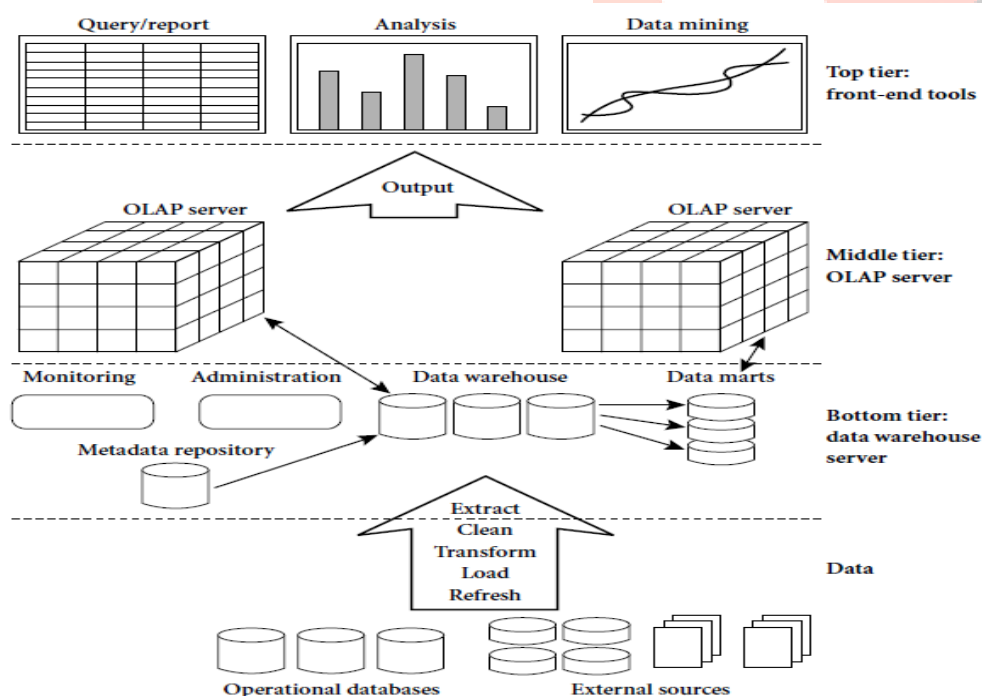 Query/report
Analysis
Data mining
Top tier:
front-end tools
Output
OLAP server
OLAP server
Middle tier:
OLAP server
Monitoring
Administration
Data warehouse
Data marts
Bottom tier:
data warehouse
server
Metadata repository
Extract
Clean
Transform
Load
Refresh
Data
Operational databases
External sources